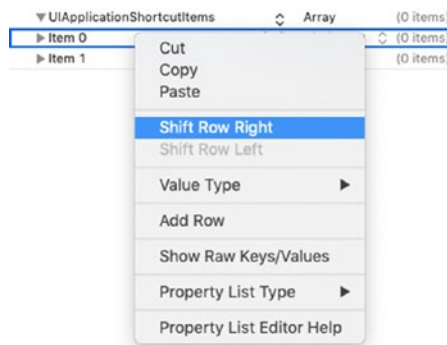 UIApplicationShortcutItems Array (0 items)
Item 0 (0 items)
Item 1 (0 items)
Cut
Copy
Paste
Shift Row Right
Shift Row Left
Value Type
Add Row
Show Raw Keys/Values
Property List Type
Property List Editor Help